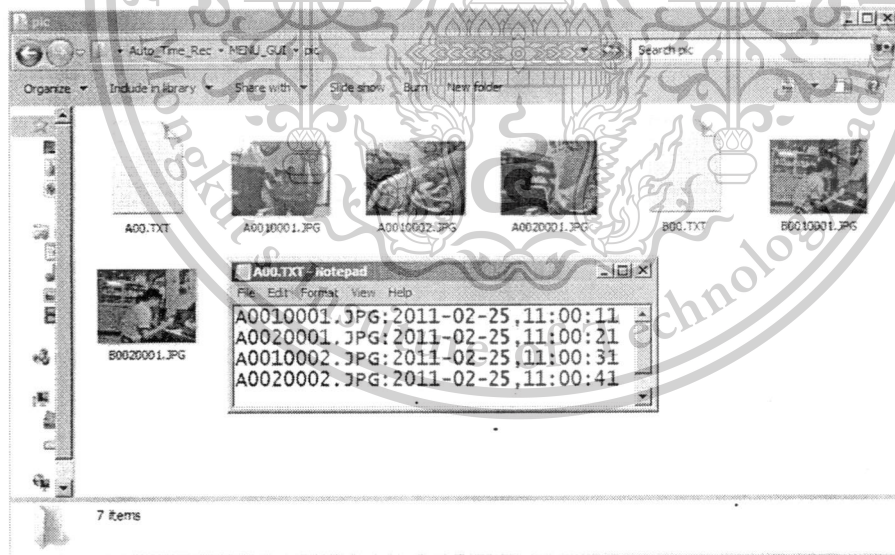 pic
Auto_Time_Rec ▸ MENU_GUI ▸ pic
Search pic
Organize
Include in library
Share with
Slide show
Burn
New folder
A00.TXT
A0010001.JPG
A0010002.JPG
A0020001.JPG
B00.TXT
B0010001.JPG
B0020001.JPG
A00.TXT - Notepad
File Edit Format View Help
A0010001.JPG:2011-02-25,11:00:11
A0020001.JPG:2011-02-25,11:00:21
A0010002.JPG:2011-02-25,11:00:31
A0020002.JPG:2011-02-25,11:00:41
7 items